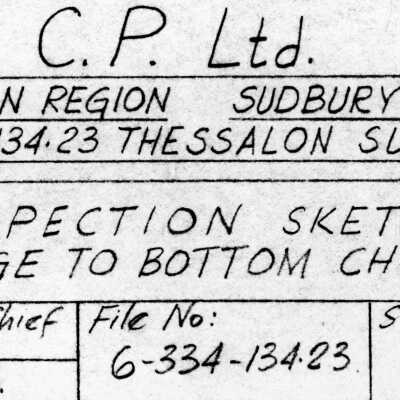 C.P. Ltd.
N REGION SUDBURY
134.23 THESSALON SU
PECTION SKET
GE TO BOTTOM CH
hief File No: S
6-334-134.23